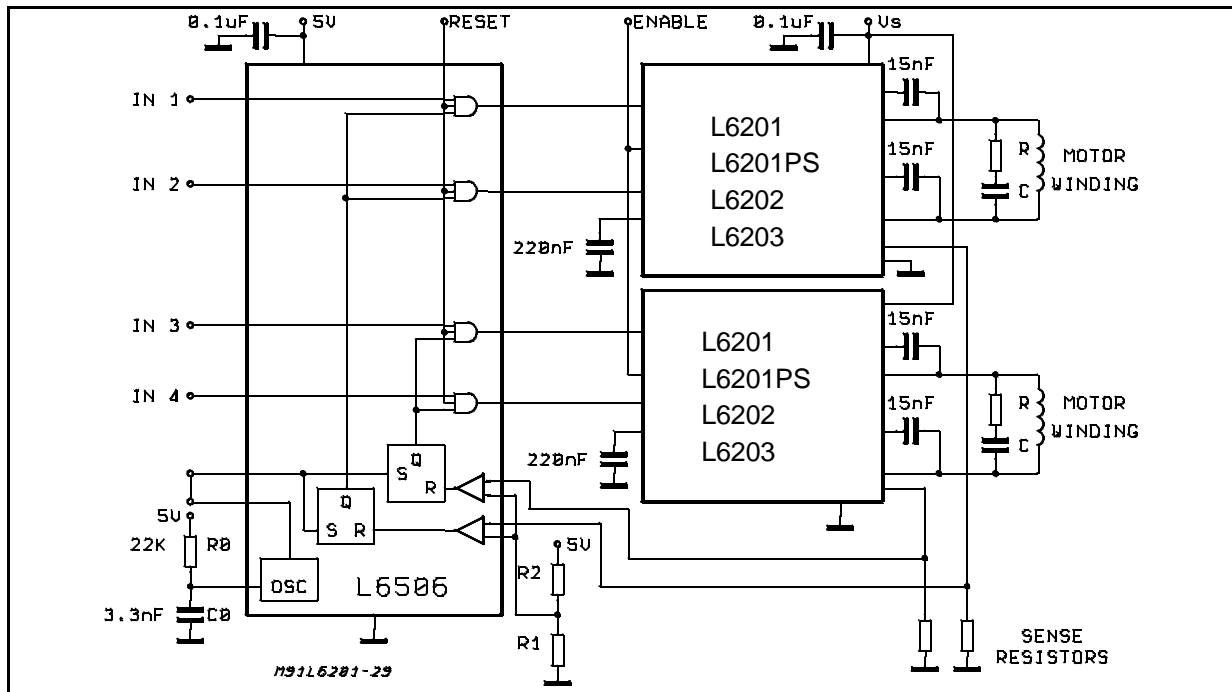 0.1uF
5V
RESET
ENABLE
0.1uF
Vs
IN 1
IN 2
IN 3
IN 4
15nF
15nF
L6201
L6201PS
L6202
L6203
R
C
MOTOR
WINDING
220nF
15nF
15nF
L6201
L6201PS
L6202
L6203
R
C
MOTOR
WINDING
220nF
S
Q
R
Q
S
R
5V
22K
R0
OSC
L6506
3.3nF
C0
5V
R2
R1
SENSE
RESISTORS
M91L6201-29